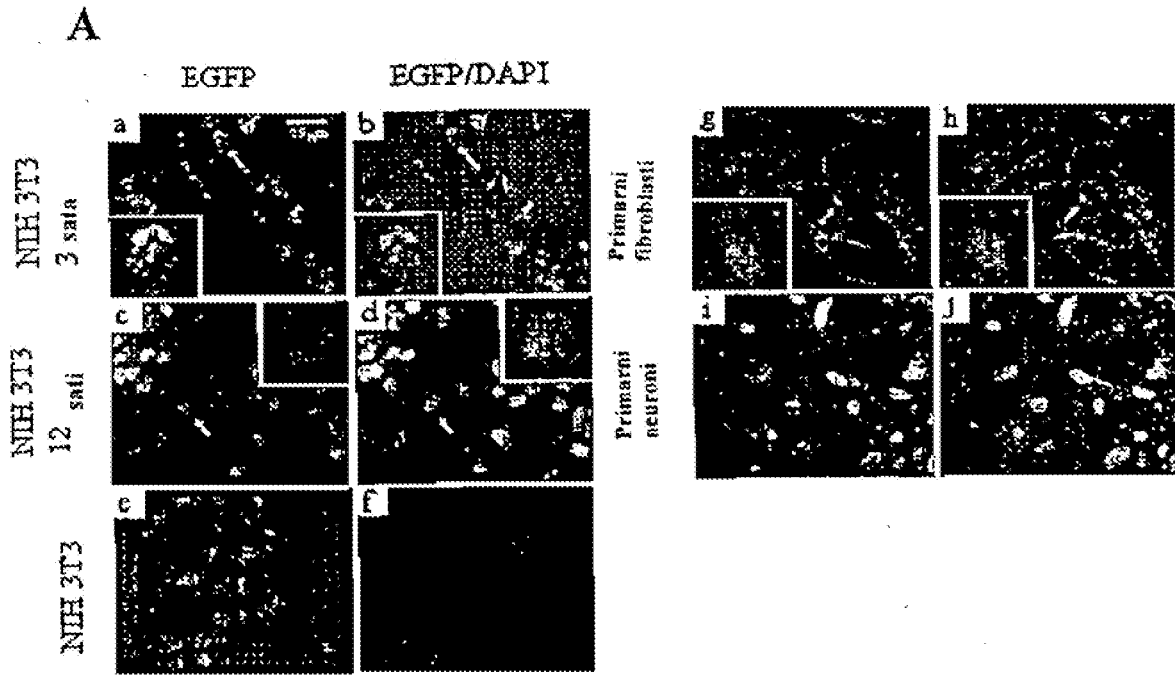 A
EGFP
EGFP/DAPI
NIH 3T3
3 sata
a
b
Primarni
fibroblasti
g
h
NIH 3T3
12 sati
c
d
Primarni
neuroni
i
j
NIH 3T3
e
f